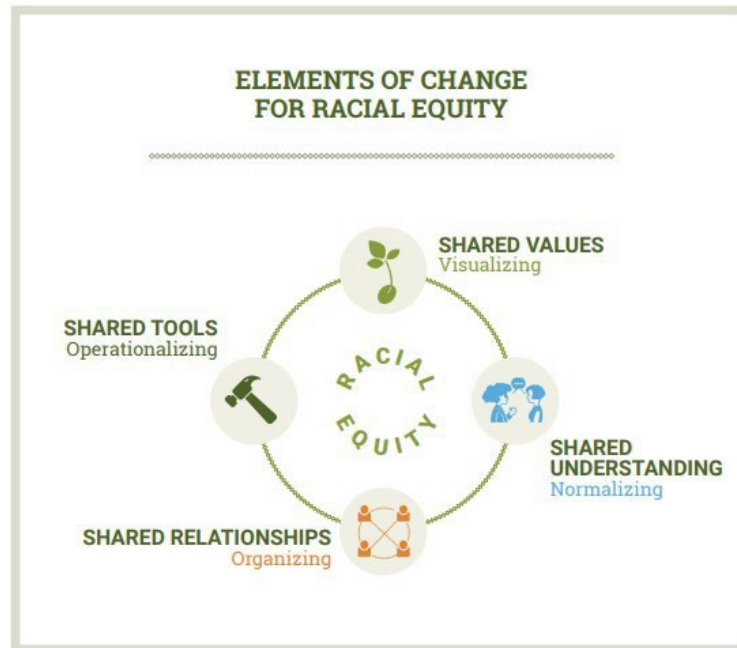 ELEMENTS OF CHANGE
FOR RACIAL EQUITY
SHARED VALUES
Visualizing
SHARED TOOLS
Operationalizing
RACIAL
EQUITY
SHARED
UNDERSTANDING
Normalizing
SHARED RELATIONSHIPS
Organizing